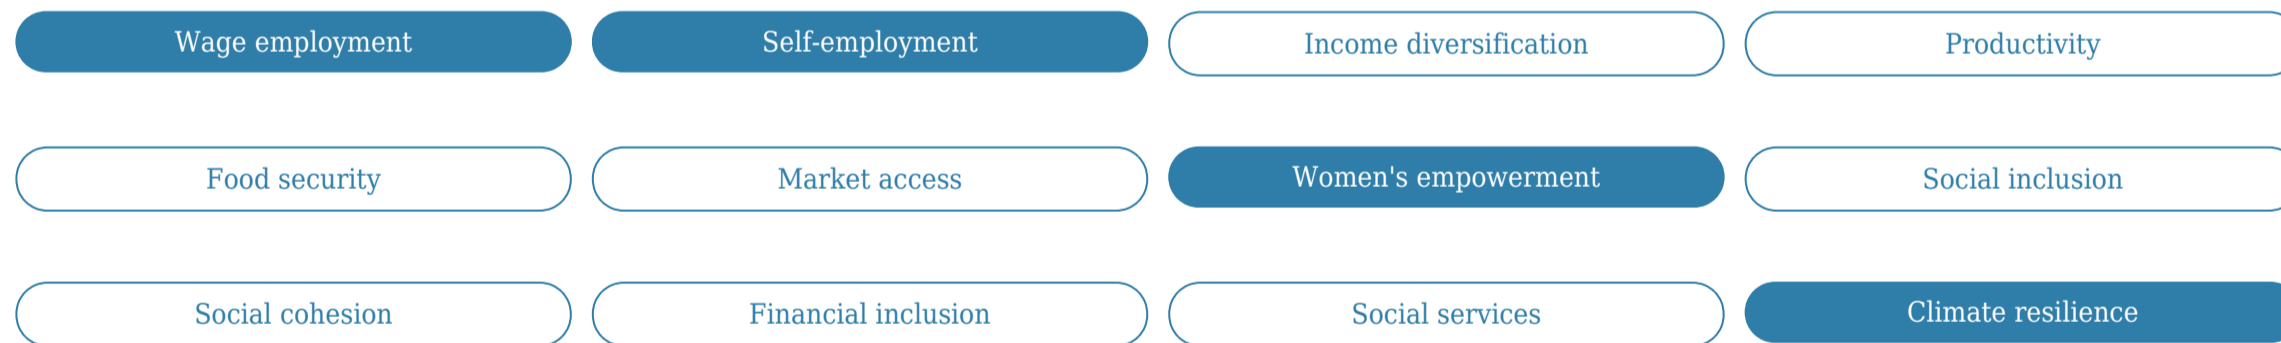 Wage employment
Self-employment
Income diversification
Productivity
Food security
Market access
Women's empowerment
Social inclusion
Social cohesion
Financial inclusion
Social services
Climate resilience